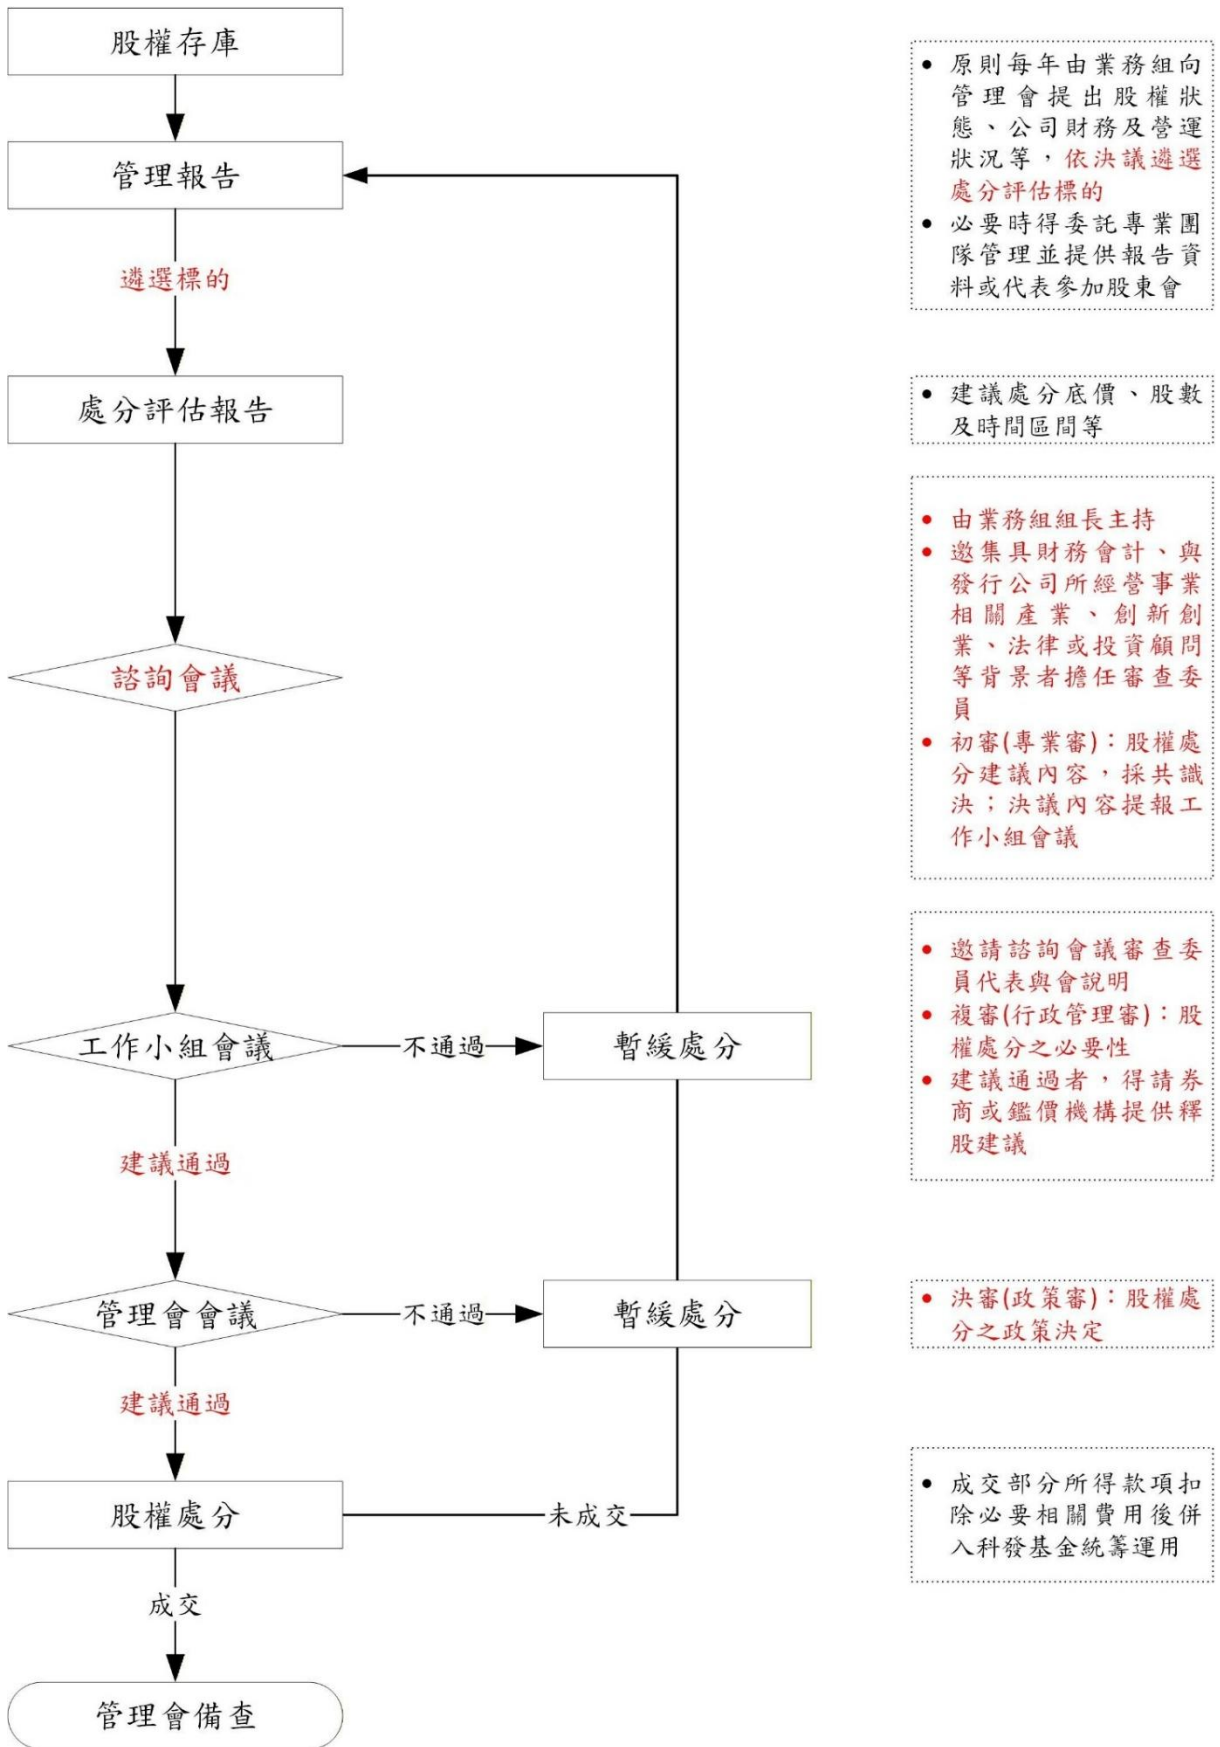 股權存庫
管理報告
遴選標的
處分評估報告
諮詢會議
工作小組會議
不通過
暫緩處分
建議通過
管理會會議
不通過
暫緩處分
建議通過
股權處分
未成交
成交
管理會備查
• 原則每年由業務組向
管理會提出股權狀
態、公司財務及營運
狀況等，依決議遴選
處分評估標的
• 必要時得委託專業團
隊管理並提供報告資
料或代表參加股東會
• 建議處分底價、股數
及時間區間等
• 由業務組組長主持
• 邀集具財務會計、與
發行公司所經營事業
相關產業、創新創
業、法律或投資顧問
等背景者擔任審查委
員
• 初審(專業審)：股權處
分建議內容，採共識
決；決議內容提報工
作小組會議
• 邀請諮詢會議審查委
員代表與會說明
• 複審(行政管理審)：股
權處分之必要性
• 建議通過者，得請券
商或鑑價機構提供釋
股建議
• 決審(政策審)：股權處
分之政策決定
• 成交部分所得款項扣
除必要相關費用後併
入科發基金統籌運用